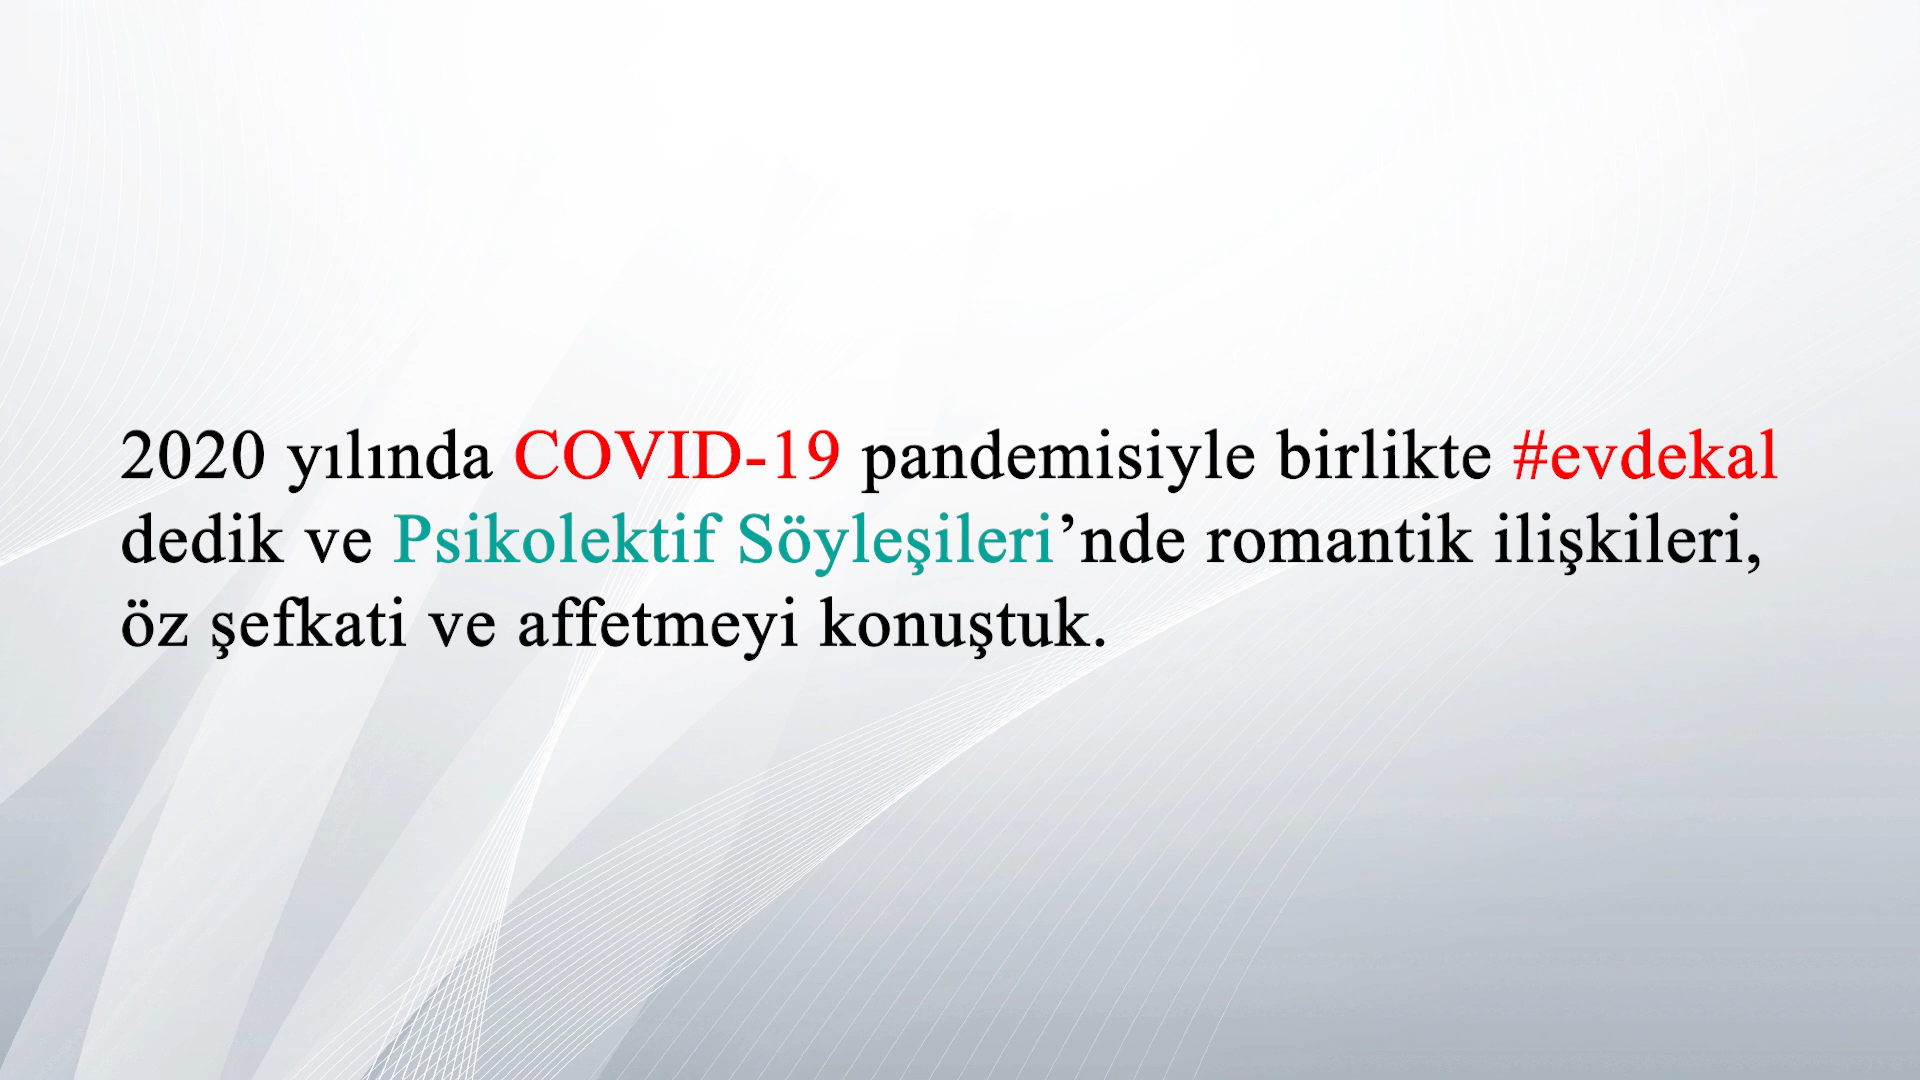 2020 yılında COVID-19 pandemisiyle birlikte #evdekal
dedik ve Psikolektif Söyleşileri’nde romantik ilişkileri,
öz şefkati ve affetmeyi konuştuk.